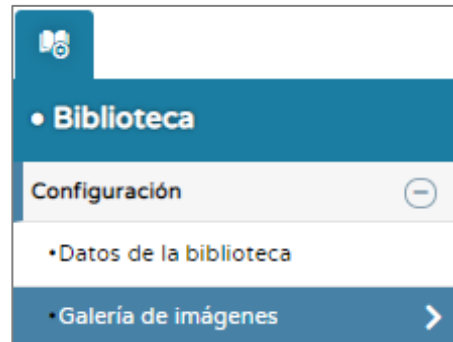 • Biblioteca
Configuración
•Datos de la biblioteca
•Galería de imágenes